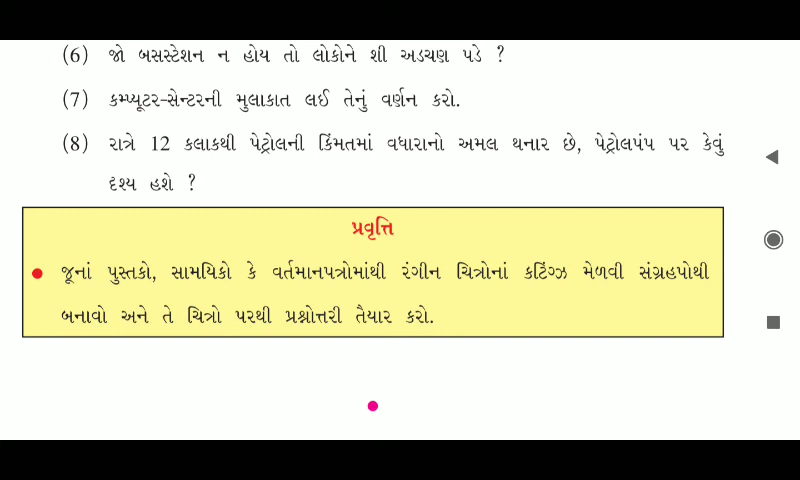 (6) જો બસસ્ટેશન ન હોય તો લોકોને શી અડચણ પડે ?
(7) કમ્પ્યૂટર-સેન્ટરની મુલાકાત લઈ તેનું વર્ણન કરો.
(8) રાત્રે 12 કલાકથી પેટ્રોલની કિંમતમાં વધારાનો અમલ થનાર છે, પેટ્રોલપંપ પર કેવું
દૃશ્ય હશે ?
પ્રવૃત્તિ
● જૂનાં પુસ્તકો, સામયિકો કે વર્તમાનપત્રોમાંથી રંગીન ચિત્રોનાં કટિંગ્ઝ મેળવી સંગ્રહપોથી
બનાવો અને તે ચિત્રો પરથી પ્રશ્નોત્તરી તૈયાર કરો.